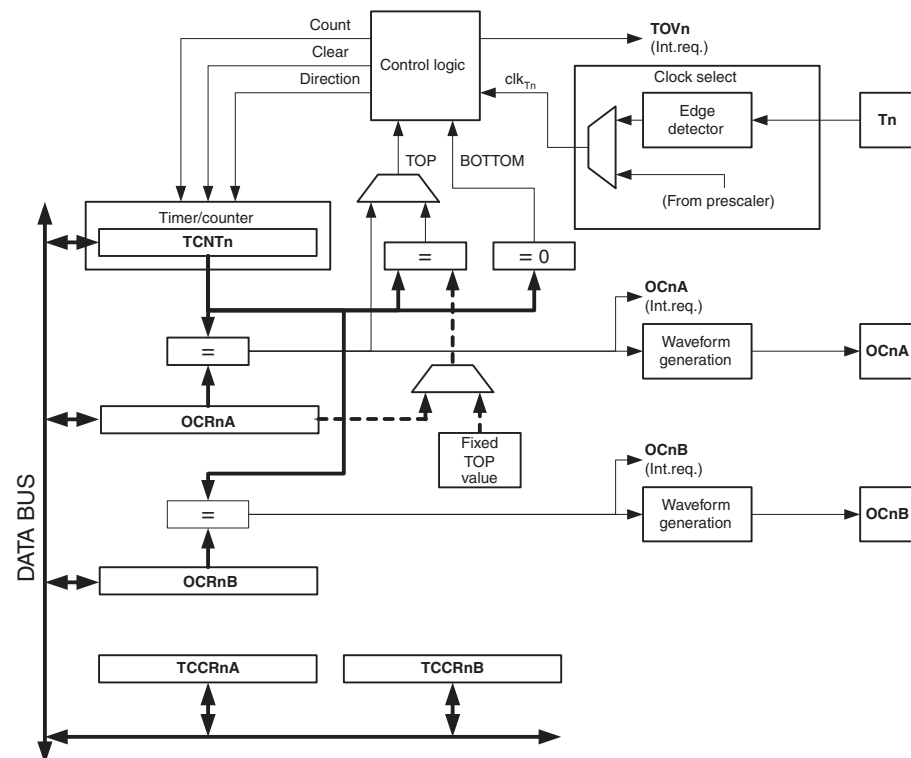 Count
Clear
Direction
Control logic
TOVn
(Int.req.)
clkTn
Clock select
Edge
detector
Tn
(From prescaler)
TOP
BOTTOM
Timer/counter
TCNTn
=
= 0
OCnA
(Int.req.)
=
Waveform
generation
OCnA
OCRnA
Fixed
TOP
value
OCnB
(Int.req.)
=
Waveform
generation
OCnB
OCRnB
DATA BUS
TCCRnA
TCCRnB